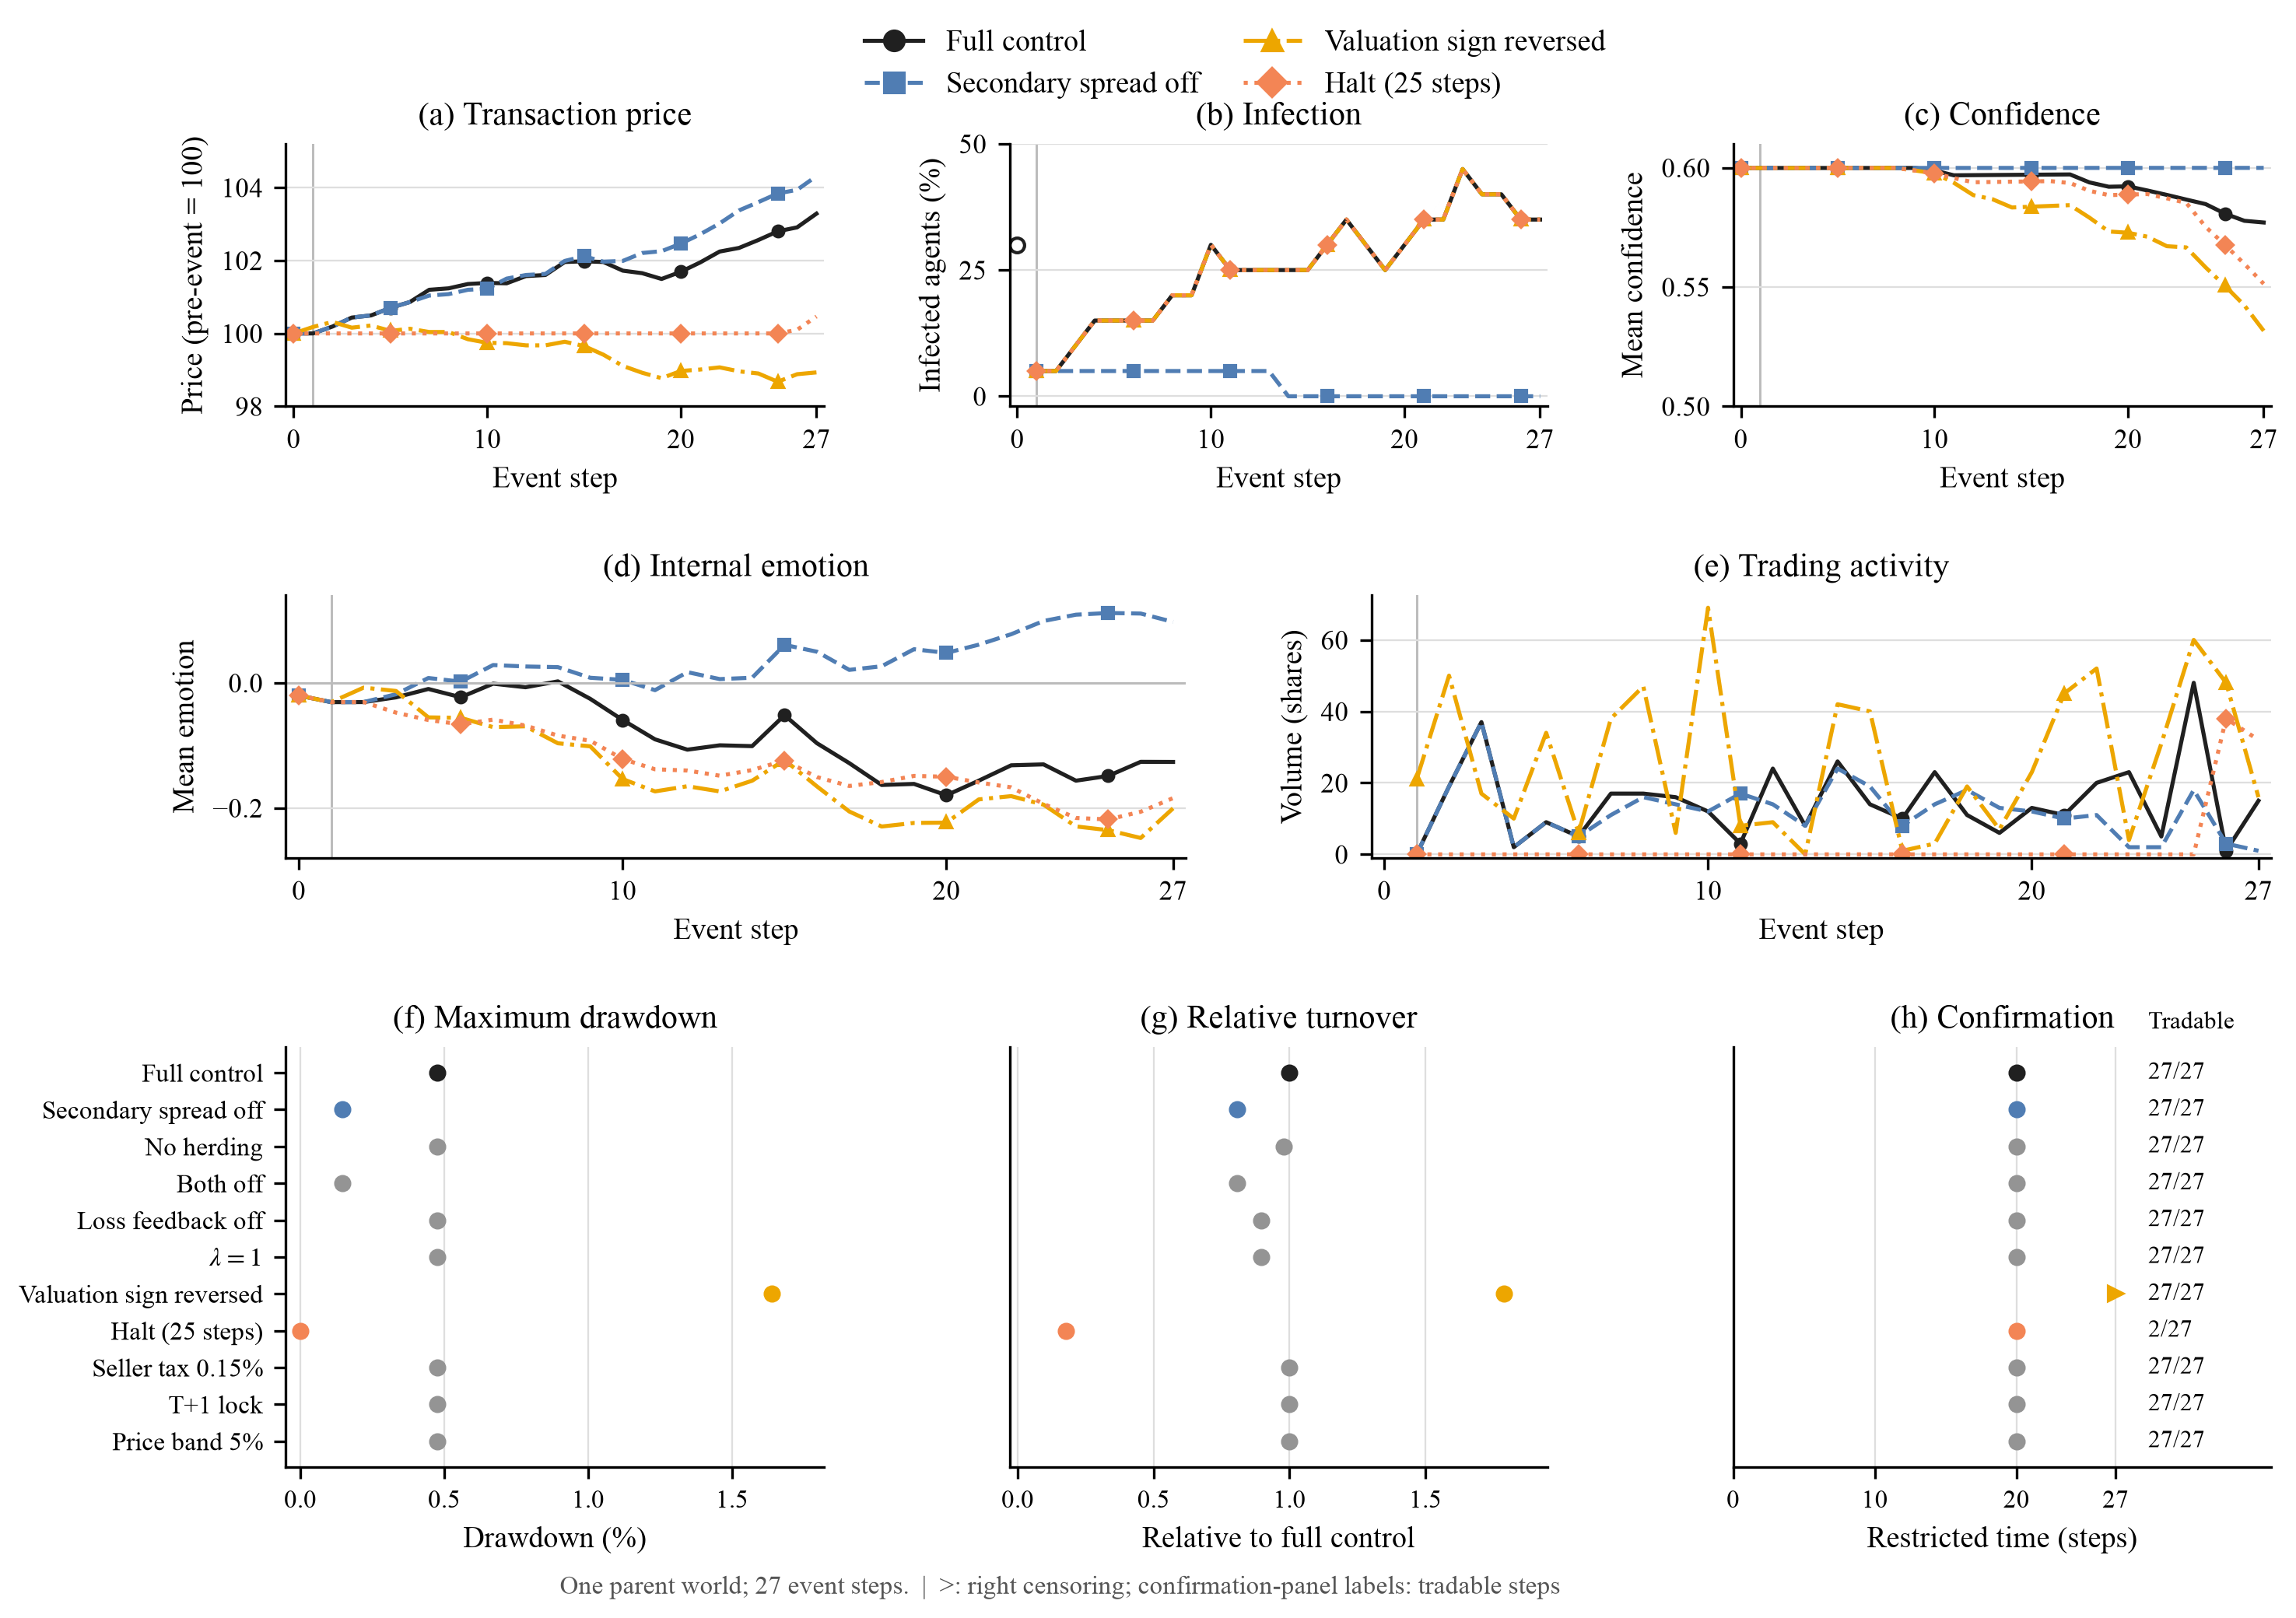 Full control
Valuation sign reversed
Secondary spread off
Halt (25 steps)
(a) Transaction price
Price (pre-event = 100)
104
102
100
98
0
10
20
27
Event step
(b) Infection
Infected agents (%)
50
25
0
0
10
20
27
Event step
(c) Confidence
Mean confidence
0.60
0.55
0.50
0
10
20
27
Event step
(d) Internal emotion
Mean emotion
0.0
−0.2
0
10
20
27
Event step
(e) Trading activity
Volume (shares)
60
40
20
0
0
10
20
27
Event step
(f) Maximum drawdown
Full control
Secondary spread off
No herding
Both off
Loss feedback off
λ = 1
Valuation sign reversed
Halt (25 steps)
Seller tax 0.15%
T+1 lock
Price band 5%
0.0
0.5
1.0
1.5
Drawdown (%)
(g) Relative turnover
0.0
0.5
1.0
1.5
Relative to full control
(h) Confirmation
Tradable
27/27
27/27
27/27
27/27
27/27
27/27
27/27
2/27
27/27
27/27
27/27
0
10
20
27
Restricted time (steps)
One parent world; 27 event steps. | >: right censoring; confirmation-panel labels: tradable steps